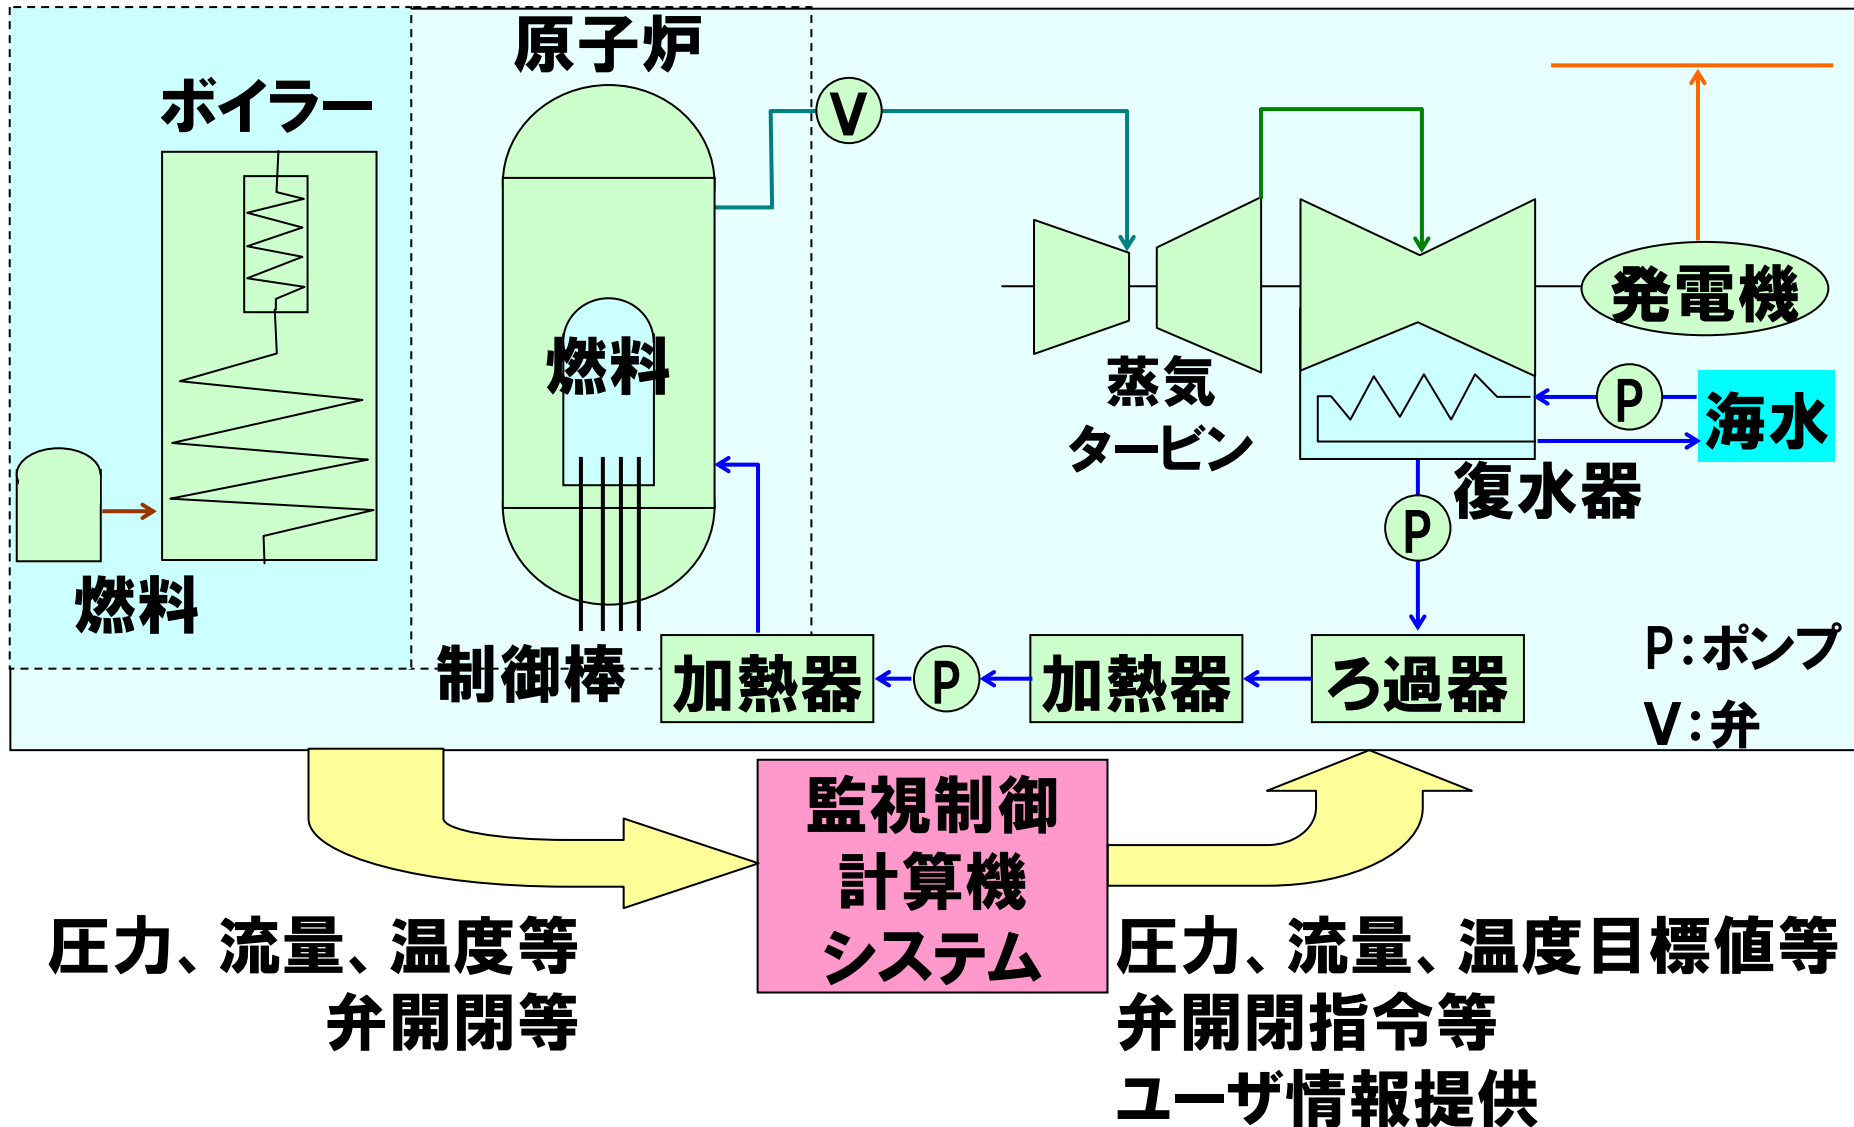 原子炉
ボイラー
V
発電機
燃料
蒸気
タービン
P
海水
復水器
P
燃料
制御棒
加熱器
P
加熱器
ろ過器
P:ポンプ
V:弁
監視制御
計算機
システム
圧力、流量、温度等
弁開閉等
圧力、流量、温度目標値等
弁開閉指令等
ユーザ情報提供